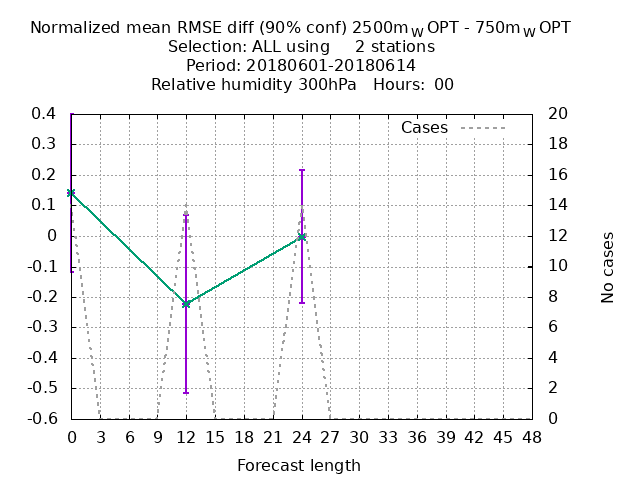 Normalized mean RMSE diff (90% conf) 2500m W OPT - 750m W OPT
Selection: ALL using 2 stations
Period: 20180601-20180614
Relative humidity 300hPa Hours: 00
Cases
0.4
0.3
0.2
0.1
0
-0.1
-0.2
-0.3
-0.4
-0.5
-0.6
20
18
16
14
12
10
8
6
4
2
0
No cases
0 3 6 9 12 15 18 21 24 27 30 33 36 39 42 45 48
Forecast length